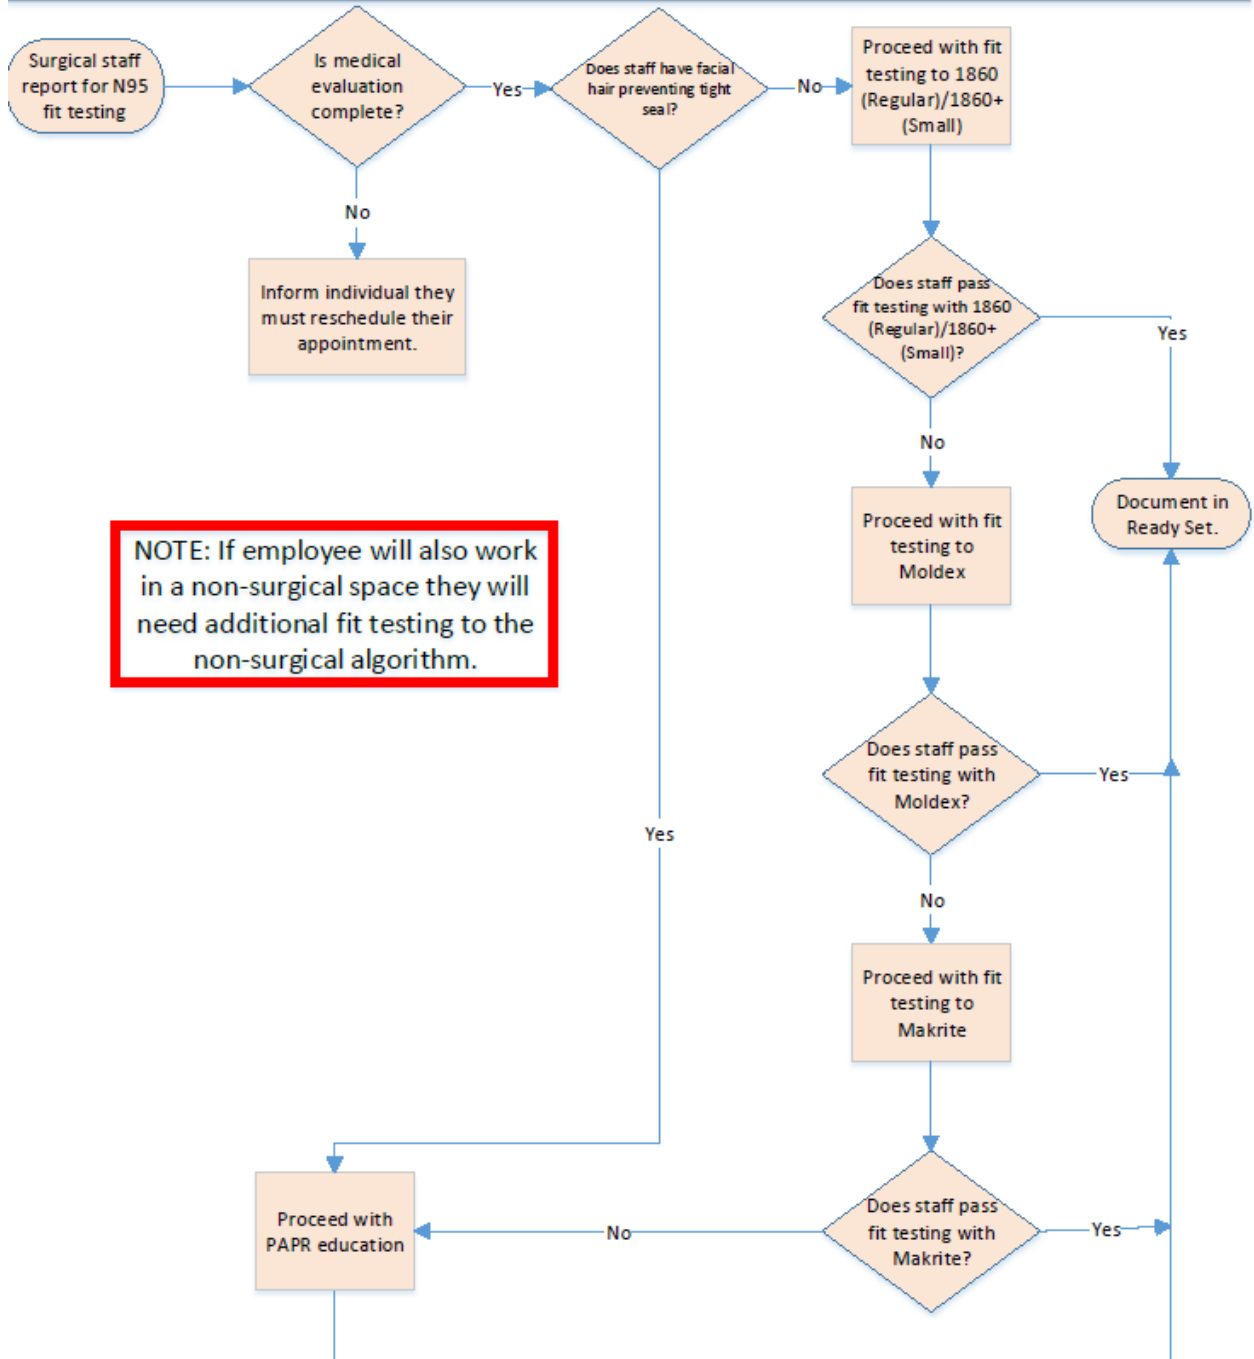 Surgical staff
report for N95
fit testing
Is medical
evaluation
complete?
Yes
Does staff have facial
hair preventing tight
seal?
No
Proceed with fit
testing to 1860
(Regular)/1860+
(Small)
No
Inform individual they
must reschedule their
appointment.
Does staff pass
fit testing with 1860
(Regular)/1860+
(Small)?
Yes
No
Document in
Ready Set.
Proceed with fit
testing to
Moldex
NOTE: If employee will also work
in a non-surgical space they will
need additional fit testing to the
non-surgical algorithm.
Does staff pass
fit testing with
Moldex?
Yes
Yes
No
Proceed with fit
testing to
Makrite
Does staff pass
fit testing with
Makrite?
Yes
No
Proceed with
PAPR education